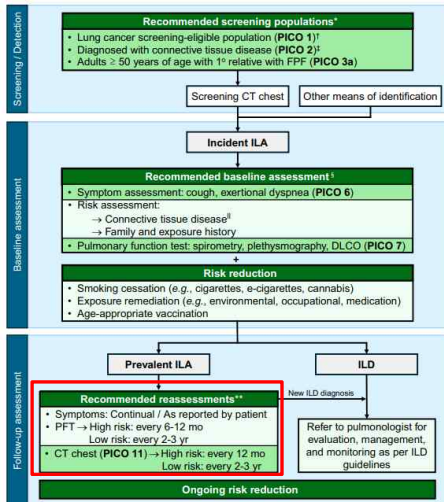 Screening / Detection
Recommended screening populations*
• Lung cancer screening-eligible population (PICO 1)†
• Diagnosed with connective tissue disease (PICO 2)‡
• Adults ≥ 50 years of age with 1º relative with FPF (PICO 3a)
Screening CT chest
Other means of identification
Baseline assessment
Incident ILA
Recommended baseline assessment§
• Symptom assessment: cough, exertional dyspnea (PICO 6)
• Risk assessment:
→ Connective tissue disease||
→ Family and exposure history
• Pulmonary function test: spirometry, plethysmography, DLCO (PICO 7)
+
Risk reduction
• Smoking cessation (e.g., cigarettes, e-cigarettes, cannabis)
• Exposure remediation (e.g., environmental, occupational, medication)
• Age-appropriate vaccination
Follow-up assessment
Prevalent ILA
ILD
Recommended reassessments**
• Symptoms: Continual / As reported by patient
• PFT → High risk: every 6-12 mo
Low risk: every 2-3 yr
• CT chest (PICO 11) → High risk: every 12 mo
Low risk: every 2-3 yr
New ILD diagnosis
Refer to pulmonologist for
evaluation, management,
and monitoring as per ILD
guidelines
Ongoing risk reduction